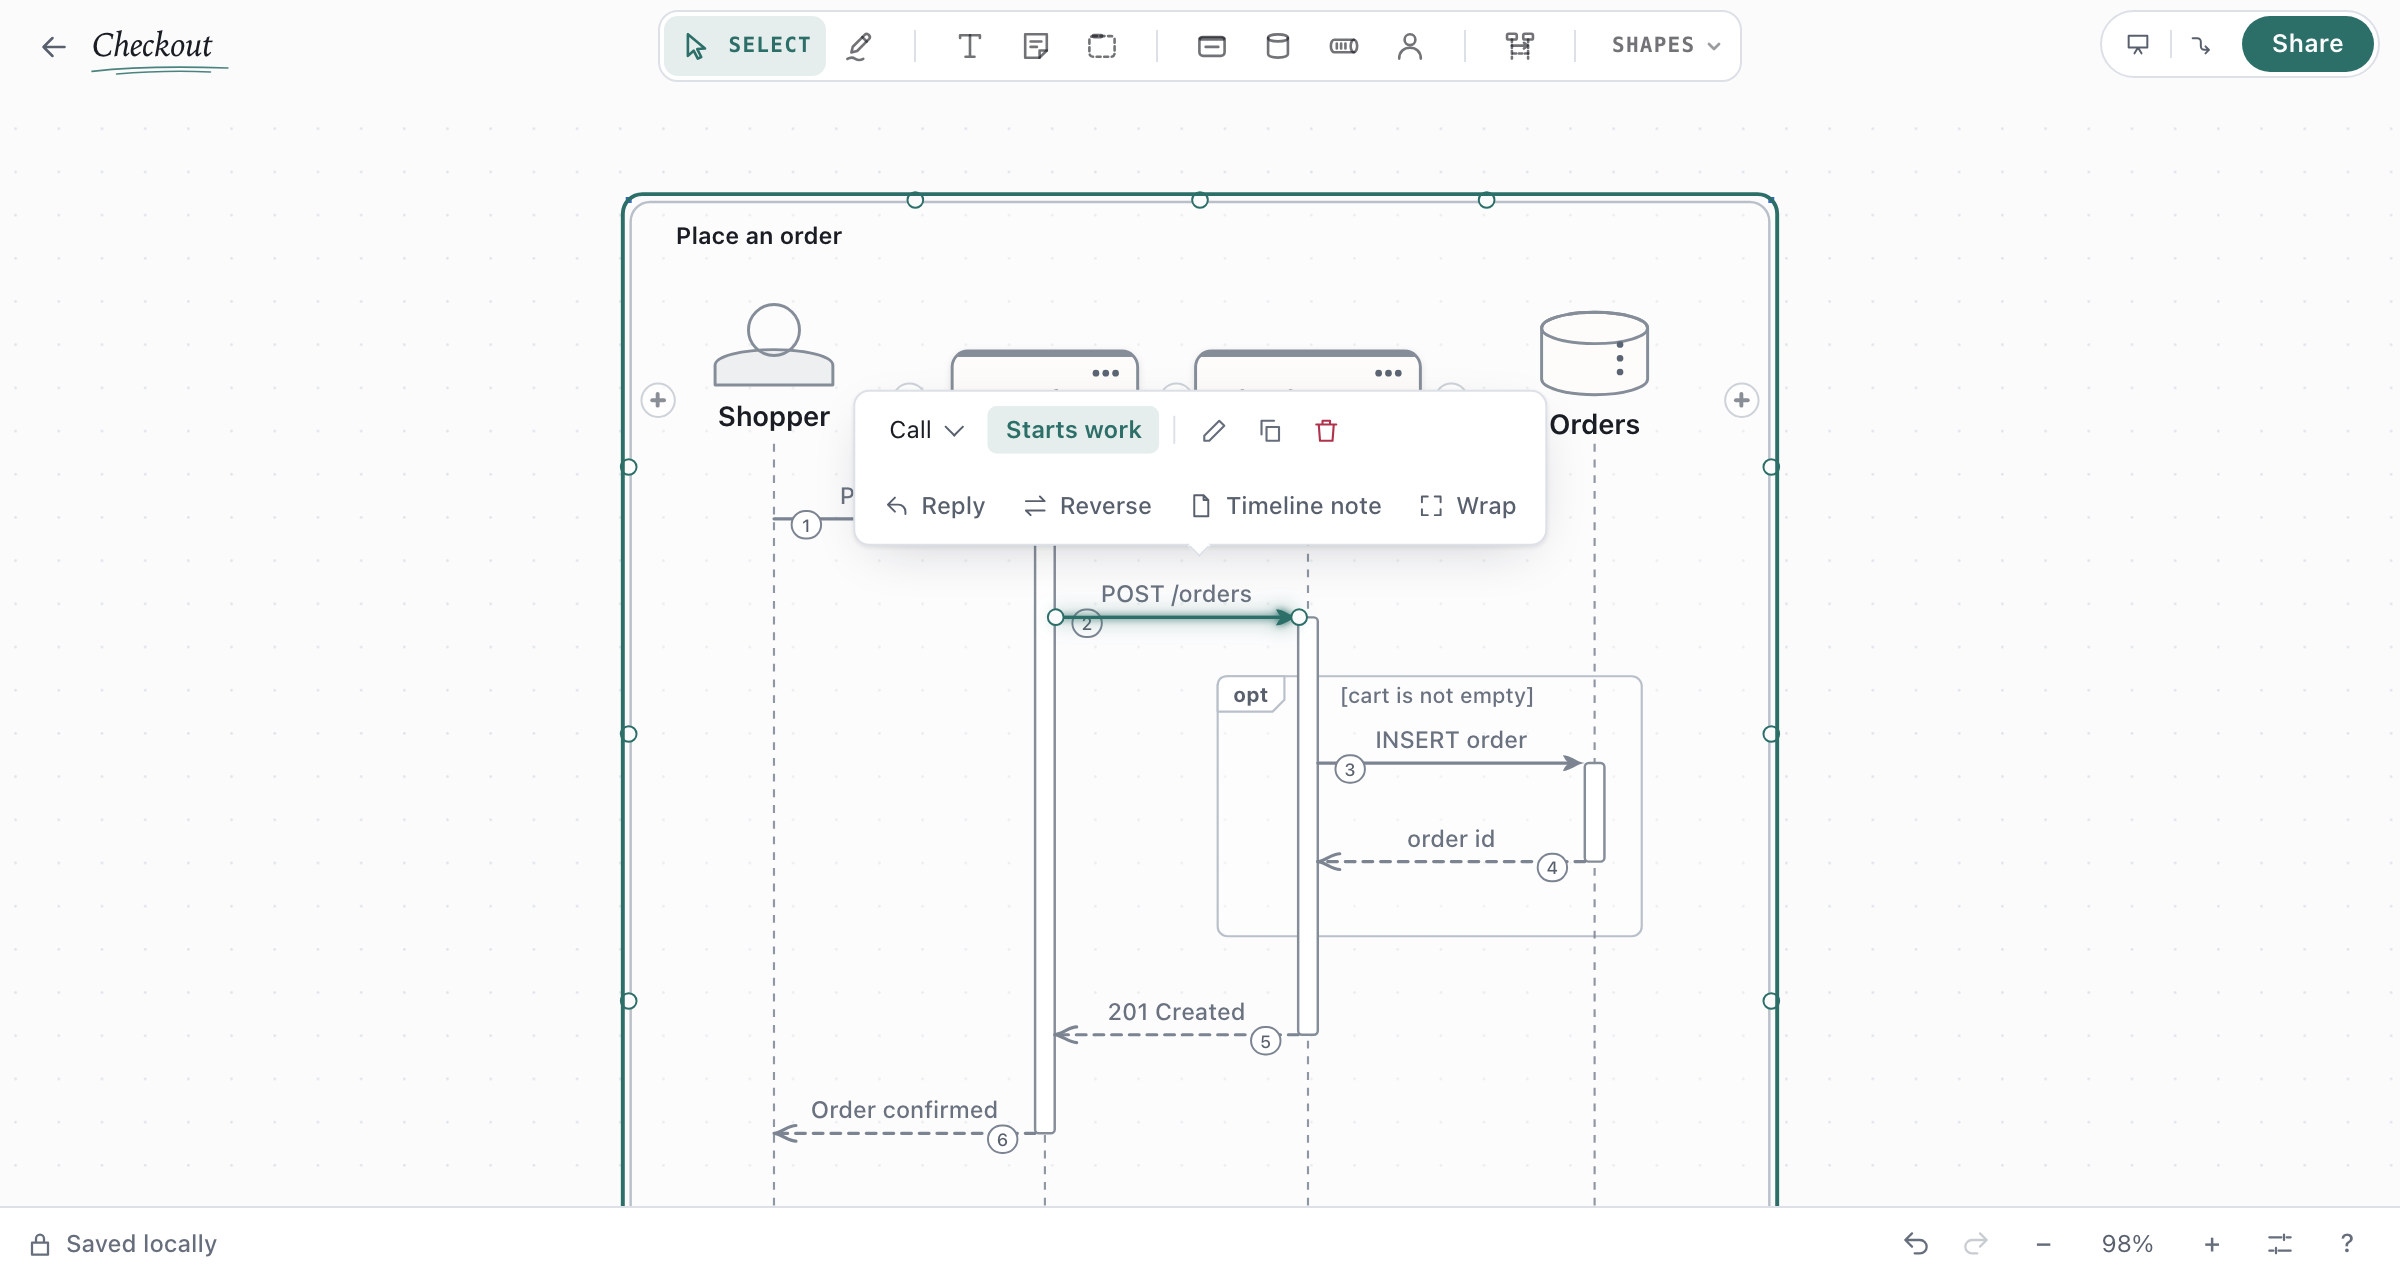 Checkout
SELECT
SHAPES
Share
Place an order
Shopper
Orders
Call
Starts work
Reply
Reverse
Timeline note
Wrap
1
POST /orders
2
opt
[cart is not empty]
INSERT order
3
order id
4
201 Created
5
Order confirmed
6
Saved locally
98%
?